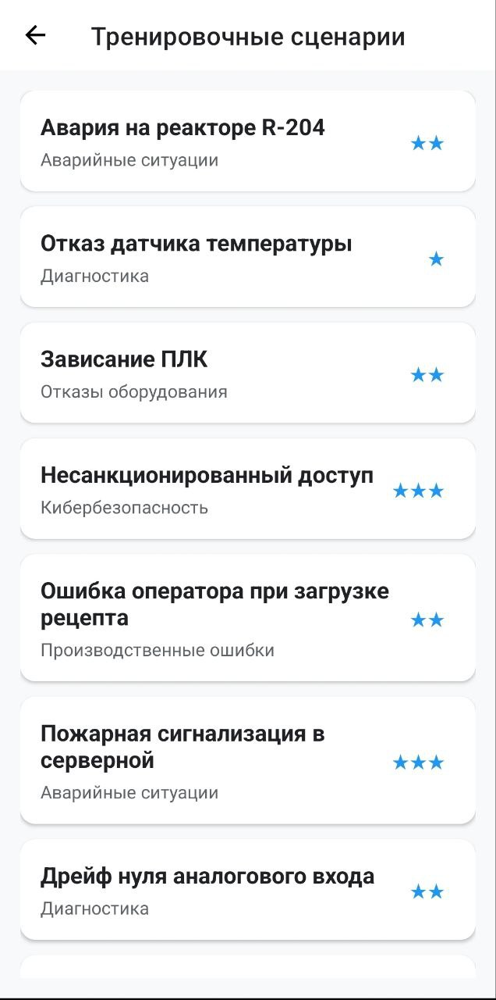 Тренировочные сценарии
Авария на реакторе R-204
Аварийные ситуации
★★
Отказ датчика температуры
Диагностика
★
Зависание ПЛК
Отказы оборудования
★★
Несанкционированный доступ
Кибербезопасность
★★★
Ошибка оператора при загрузке
рецепта
Производственные ошибки
★★
Пожарная сигнализация в
серверной
Аварийные ситуации
★★★
Дрейф нуля аналогового входа
Диагностика
★★